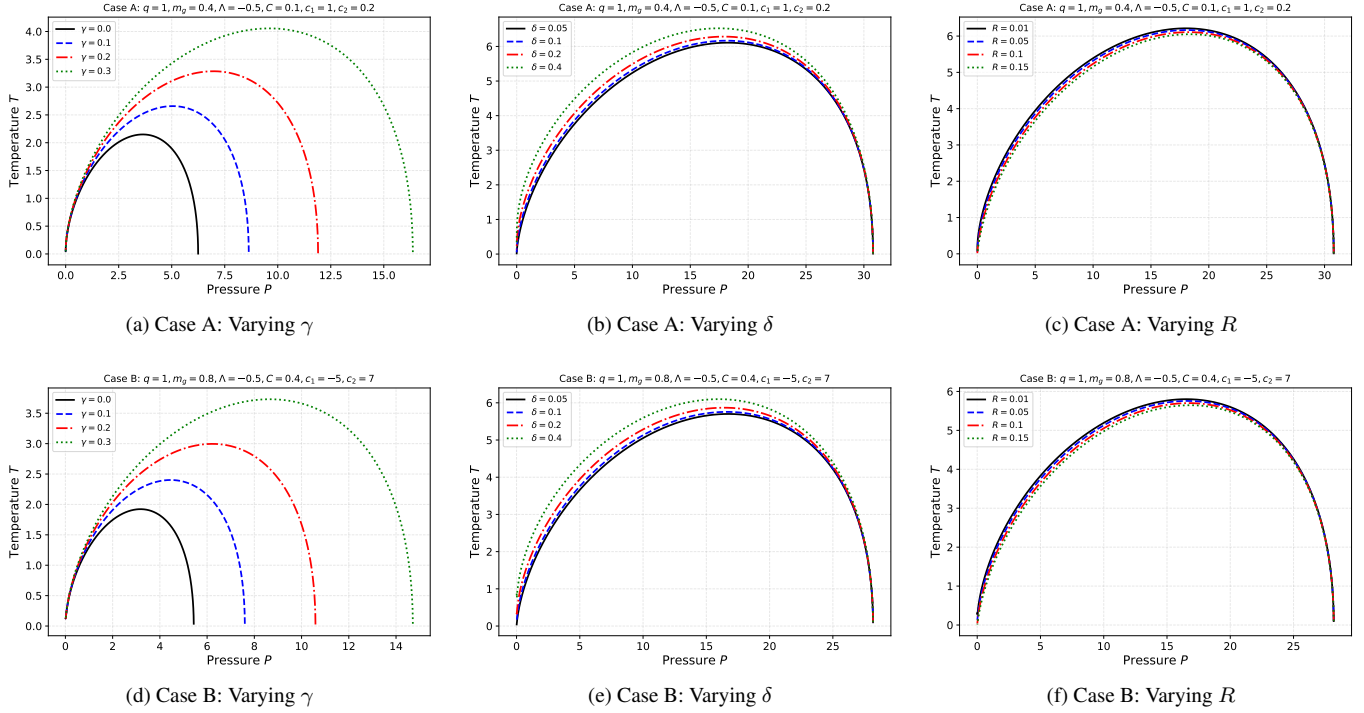 Case A: q = 1, m_g = 0.4, Λ = −0.5, C = 0.1, c_1 = 1, c_2 = 0.2
Temperature T
4.0
3.5
3.0
2.5
2.0
1.5
1.0
0.5
0.0
γ = 0.0
γ = 0.1
γ = 0.2
γ = 0.3
0.0 2.5 5.0 7.5 10.0 12.5 15.0
Pressure P
(a) Case A: Varying γ
Case A: q = 1, m_g = 0.4, Λ = −0.5, C = 0.1, c_1 = 1, c_2 = 0.2
Temperature T
6
5
4
3
2
1
0
δ = 0.05
δ = 0.1
δ = 0.2
δ = 0.4
0 5 10 15 20 25 30
Pressure P
(b) Case A: Varying δ
Case A: q = 1, m_g = 0.4, Λ = −0.5, C = 0.1, c_1 = 1, c_2 = 0.2
Temperature T
6
5
4
3
2
1
0
R = 0.01
R = 0.05
R = 0.1
R = 0.15
0 5 10 15 20 25 30
Pressure P
(c) Case A: Varying R
Case B: q = 1, m_g = 0.8, Λ = −0.5, C = 0.4, c_1 = −5, c_2 = 7
Temperature T
3.5
3.0
2.5
2.0
1.5
1.0
0.5
0.0
γ = 0.0
γ = 0.1
γ = 0.2
γ = 0.3
0 2 4 6 8 10 12 14
Pressure P
(d) Case B: Varying γ
Case B: q = 1, m_g = 0.8, Λ = −0.5, C = 0.4, c_1 = −5, c_2 = 7
Temperature T
6
5
4
3
2
1
0
δ = 0.05
δ = 0.1
δ = 0.2
δ = 0.4
0 5 10 15 20 25
Pressure P
(e) Case B: Varying δ
Case B: q = 1, m_g = 0.8, Λ = −0.5, C = 0.4, c_1 = −5, c_2 = 7
Temperature T
6
5
4
3
2
1
0
R = 0.01
R = 0.05
R = 0.1
R = 0.15
0 5 10 15 20 25
Pressure P
(f) Case B: Varying R